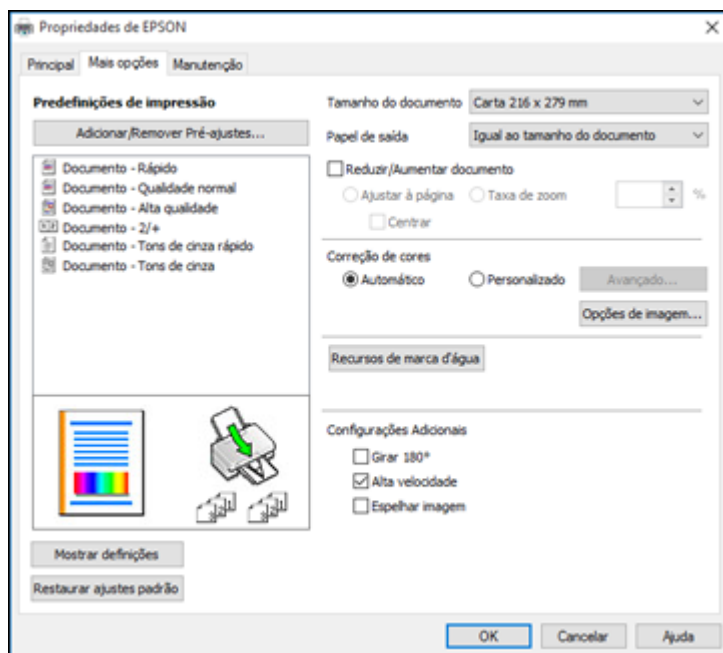 Propriedades de EPSON
Principal
Mais opções
Manutenção
Predefinições de impressão
Adicionar/Remover Pré-ajustes...
Documento - Rápido
Documento - Qualidade normal
Documento - Alta qualidade
Documento - 2/+
Documento - Tons de cinza rápido
Documento - Tons de cinza
Mostrar definições
Restaurar ajustes padrão
Tamanho do documento Carta 216 x 279 mm
Papel de saída Igual ao tamanho do documento
Reduzir/Aumentar documento
Ajustar à página Taxa de zoom %
Centrar
Correção de cores
Automático Personalizado Avançado...
Opções de imagem...
Recursos de marca d'água
Configurações Adicionais
Girar 180°
Alta velocidade
Espelhar imagem
OK Cancelar Ajuda